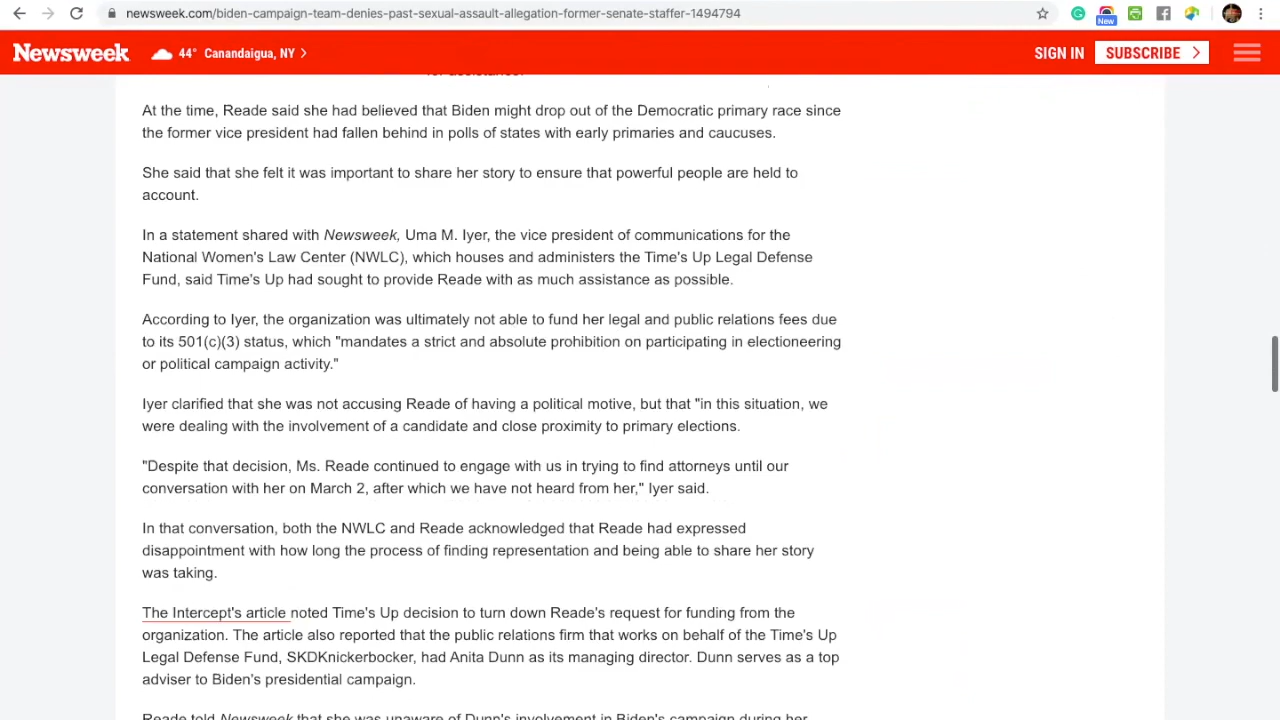 newsweek.com/biden-campaign-team-denies-past-sexual-assault-allegation-former-senate-staffer-1494794
New
Newsweek
44° Canandaigua, NY
SIGN IN
SUBSCRIBE
for assistance.
At the time, Reade said she had believed that Biden might drop out of the Democratic primary race since
the former vice president had fallen behind in polls of states with early primaries and caucuses.
She said that she felt it was important to share her story to ensure that powerful people are held to
account.
In a statement shared with Newsweek, Uma M. Iyer, the vice president of communications for the
National Women's Law Center (NWLC), which houses and administers the Time's Up Legal Defense
Fund, said Time's Up had sought to provide Reade with as much assistance as possible.
According to Iyer, the organization was ultimately not able to fund her legal and public relations fees due
to its 501(c)(3) status, which "mandates a strict and absolute prohibition on participating in electioneering
or political campaign activity."
Iyer clarified that she was not accusing Reade of having a political motive, but that "in this situation, we
were dealing with the involvement of a candidate and close proximity to primary elections.
"Despite that decision, Ms. Reade continued to engage with us in trying to find attorneys until our
conversation with her on March 2, after which we have not heard from her," Iyer said.
In that conversation, both the NWLC and Reade acknowledged that Reade had expressed
disappointment with how long the process of finding representation and being able to share her story
was taking.
The Intercept's article noted Time's Up decision to turn down Reade's request for funding from the
organization. The article also reported that the public relations firm that works on behalf of the Time's Up
Legal Defense Fund, SKDKnickerbocker, had Anita Dunn as its managing director. Dunn serves as a top
adviser to Biden's presidential campaign.
Reade told Newsweek that she was unaware of Dunn's involvement in Biden's campaign during her